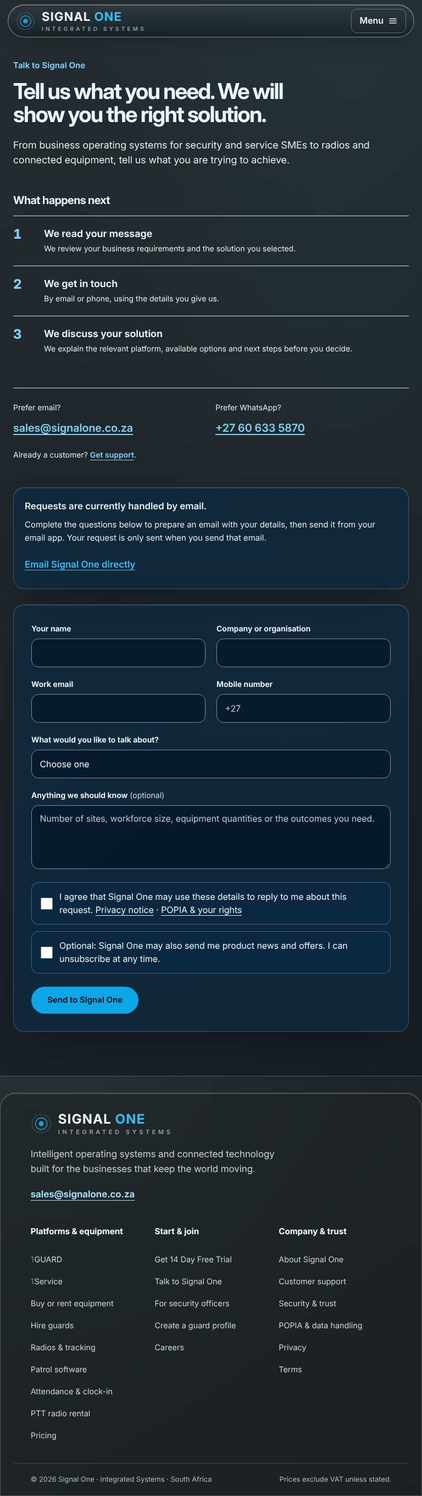 SIGNAL ONE
INTEGRATED SYSTEMS
Menu
Talk to Signal One
Tell us what you need. We will
show you the right solution.
From business operating systems for security and service SMEs to radios and
connected equipment, tell us what you are trying to achieve.
What happens next
1
We read your message
We review your business requirements and the solution you selected.
2
We get in touch
By email or phone, using the details you give us.
3
We discuss your solution
We explain the relevant platform, available options and next steps before you decide.
Prefer email?
sales@signalone.co.za
Prefer WhatsApp?
+27 60 633 5870
Already a customer? Get support.
Requests are currently handled by email.
Complete the questions below to prepare an email with your details, then send it from your
email app. Your request is only sent when you send that email.
Email Signal One directly
Your name
Company or organisation
Work email
Mobile number
+27
What would you like to talk about?
Choose one
Anything we should know (optional)
Number of sites, workforce size, equipment quantities or the outcomes you need.
I agree that Signal One may use these details to reply to me about this
request. Privacy notice · POPIA & your rights
Optional: Signal One may also send me product news and offers. I can
unsubscribe at any time.
Send to Signal One
SIGNAL ONE
INTEGRATED SYSTEMS
Intelligent operating systems and connected technology
built for the businesses that keep the world moving.
sales@signalone.co.za
Platforms & equipment
1GUARD
1Service
Buy or rent equipment
Hire guards
Radios & tracking
Patrol software
Attendance & clock-in
PTT radio rental
Pricing
Start & join
Get 14 Day Free Trial
Talk to Signal One
For security officers
Create a guard profile
Careers
Company & trust
About Signal One
Customer support
Security & trust
POPIA & data handling
Privacy
Terms
© 2026 Signal One · Integrated Systems · South Africa
Prices exclude VAT unless stated.